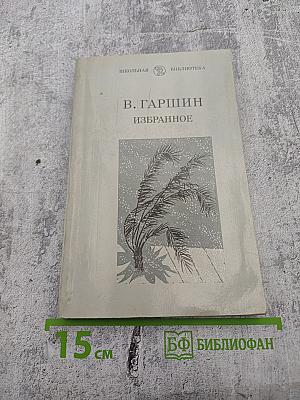 ШКОЛЬНАЯ БИБЛИОТЕКА
В. ГАРШИН
ИЗБРАННОЕ
15 см БФ БИБЛИОФАН